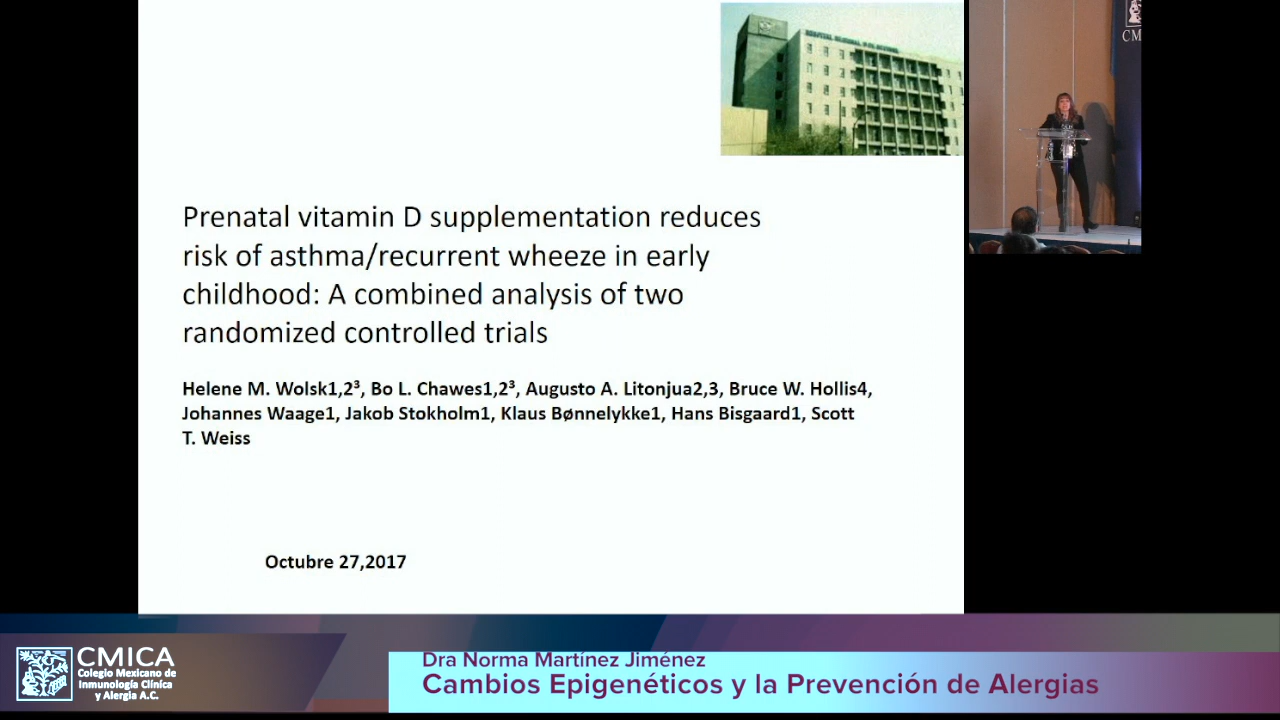 Prenatal vitamin D supplementation reduces
risk of asthma/recurrent wheeze in early
childhood: A combined analysis of two
randomized controlled trials
Helene M. Wolsk1,2³, Bo L. Chawes1,2³, Augusto A. Litonjua2,3, Bruce W. Hollis4,
Johannes Waage1, Jakob Stokholm1, Klaus Bønnelykke1, Hans Bisgaard1, Scott
T. Weiss
Octubre 27,2017
CMICA
Colegio Mexicano de
Inmunología Clínica
y Alergia A.C.
Dra Norma Martínez Jiménez
Cambios Epigenéticos y la Prevención de Alergias